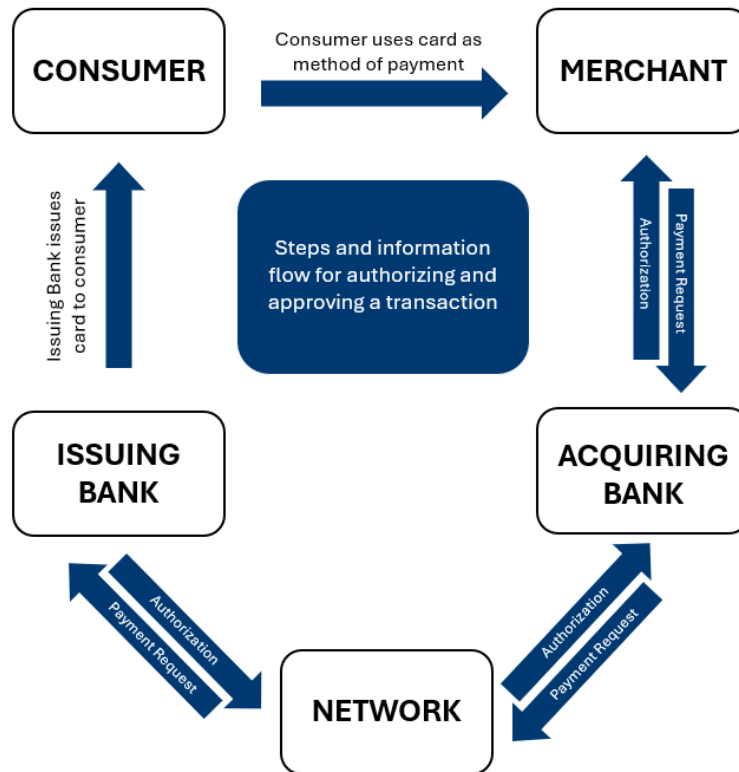 CONSUMER
Consumer uses card as
method of payment
MERCHANT
Issuing Bank issues
card to consumer
Steps and information
flow for authorizing and
approving a transaction
Authorization
Payment Request
ISSUING
BANK
ACQUIRING
BANK
Authorization
Payment Request
Authorization
Payment Request
NETWORK